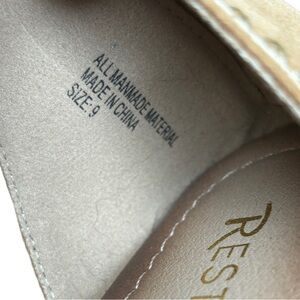 ALL MANMADE MATERIAL
MADE IN CHINA
SIZE: 9
REST